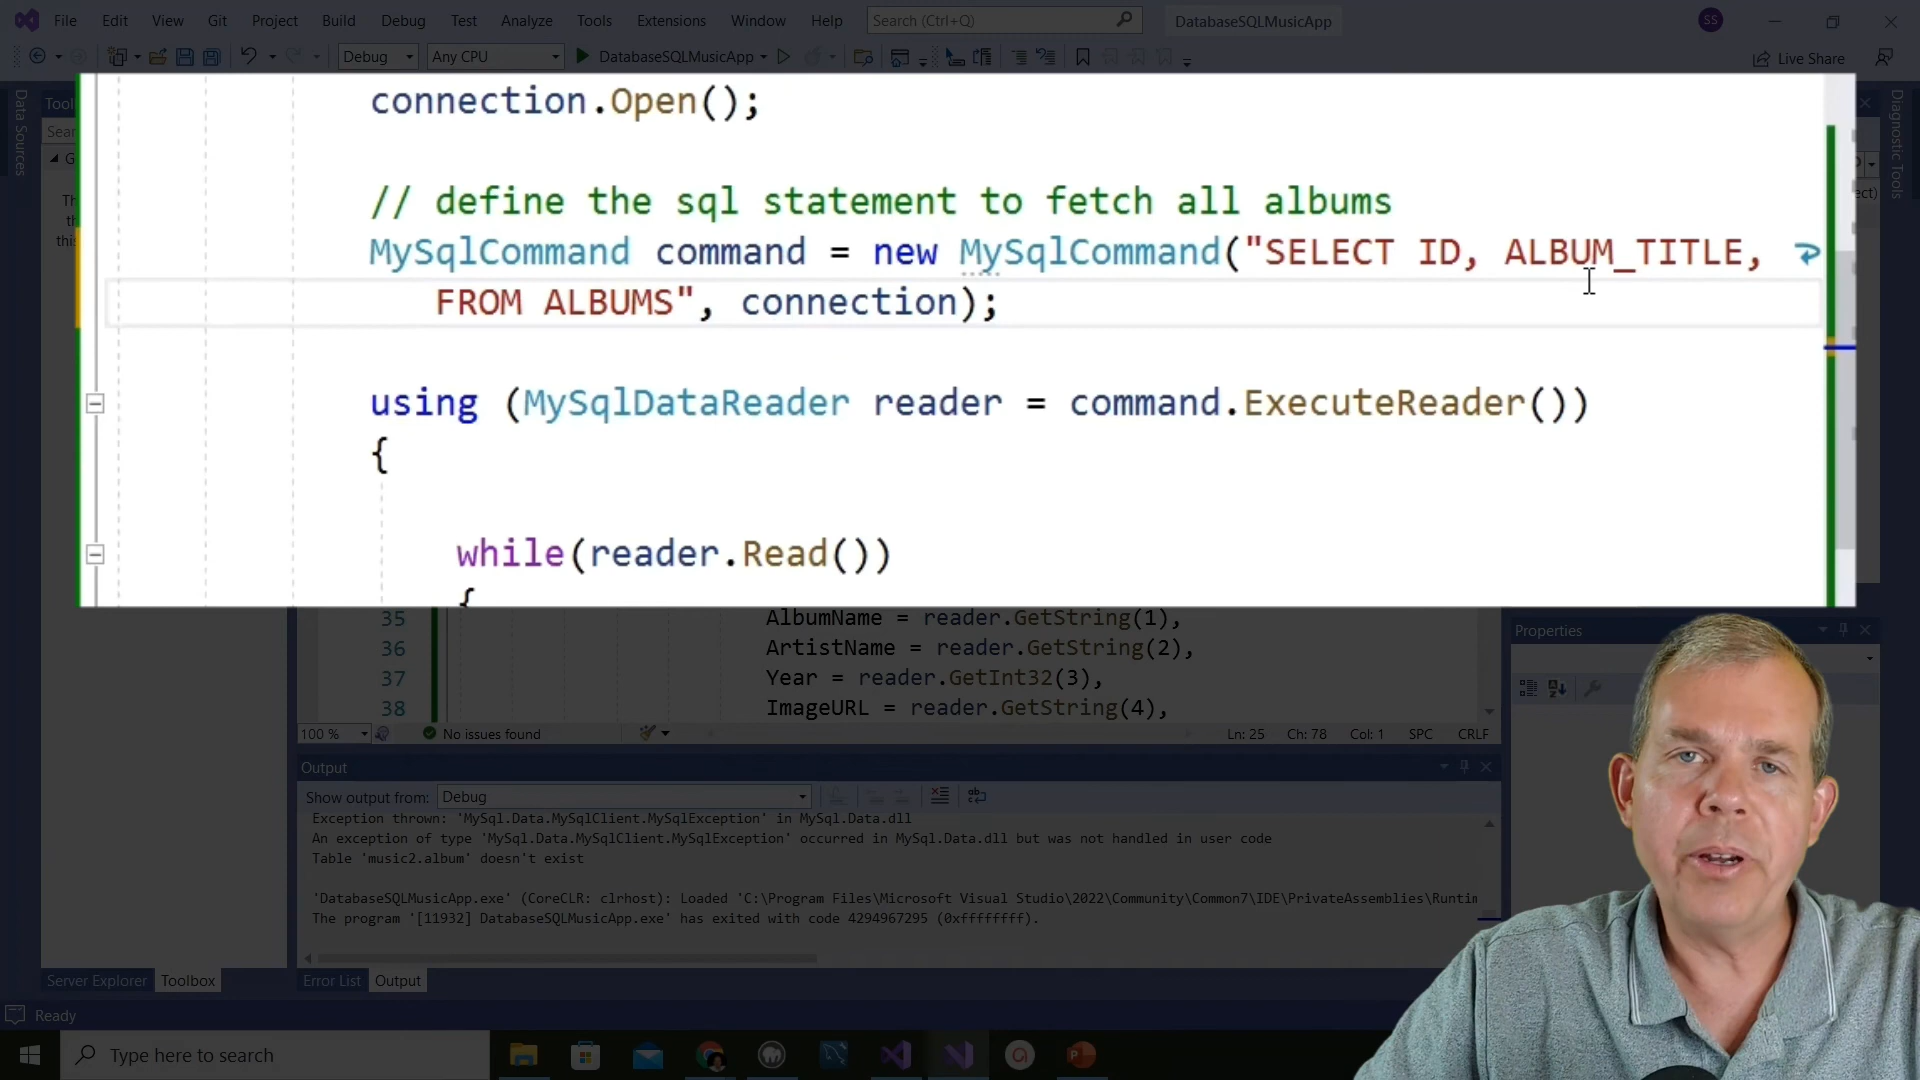 File Edit View Git Project Build Debug Test Analyze Tools Extensions Window Help Search (Ctrl+Q) DatabaseSQLMusicApp SS
Debug Any CPU DatabaseSQLMusicApp Live Share
Data Sources
Diagnostic Tools
connection.Open();
// define the sql statement to fetch all albums
MySqlCommand command = new MySqlCommand("SELECT ID, ALBUM_TITLE,
FROM ALBUMS", connection);
using (MySqlDataReader reader = command.ExecuteReader())
{
while(reader.Read())
{
35 AlbumName = reader.GetString(1),
36 ArtistName = reader.GetString(2),
37 Year = reader.GetInt32(3),
38 ImageURL = reader.GetString(4),
100 % No issues found Ln: 25 Ch: 78 Col: 1 SPC CRLF
Properties
Output
Show output from: Debug
Exception thrown: 'MySql.Data.MySqlClient.MySqlException' in MySql.Data.dll
An exception of type 'MySql.Data.MySqlClient.MySqlException' occurred in MySql.Data.dll but was not handled in user code
Table 'music2.album' doesn't exist
'DatabaseSQLMusicApp.exe' (CoreCLR: clrhost): Loaded 'C:\Program Files\Microsoft Visual Studio\2022\Community\Common7\IDE\PrivateAssemblies\Runtim
The program '[11932] DatabaseSQLMusicApp.exe' has exited with code 4294967295 (0xffffffff).
Server Explorer Toolbox Error List Output
Ready
Type here to search